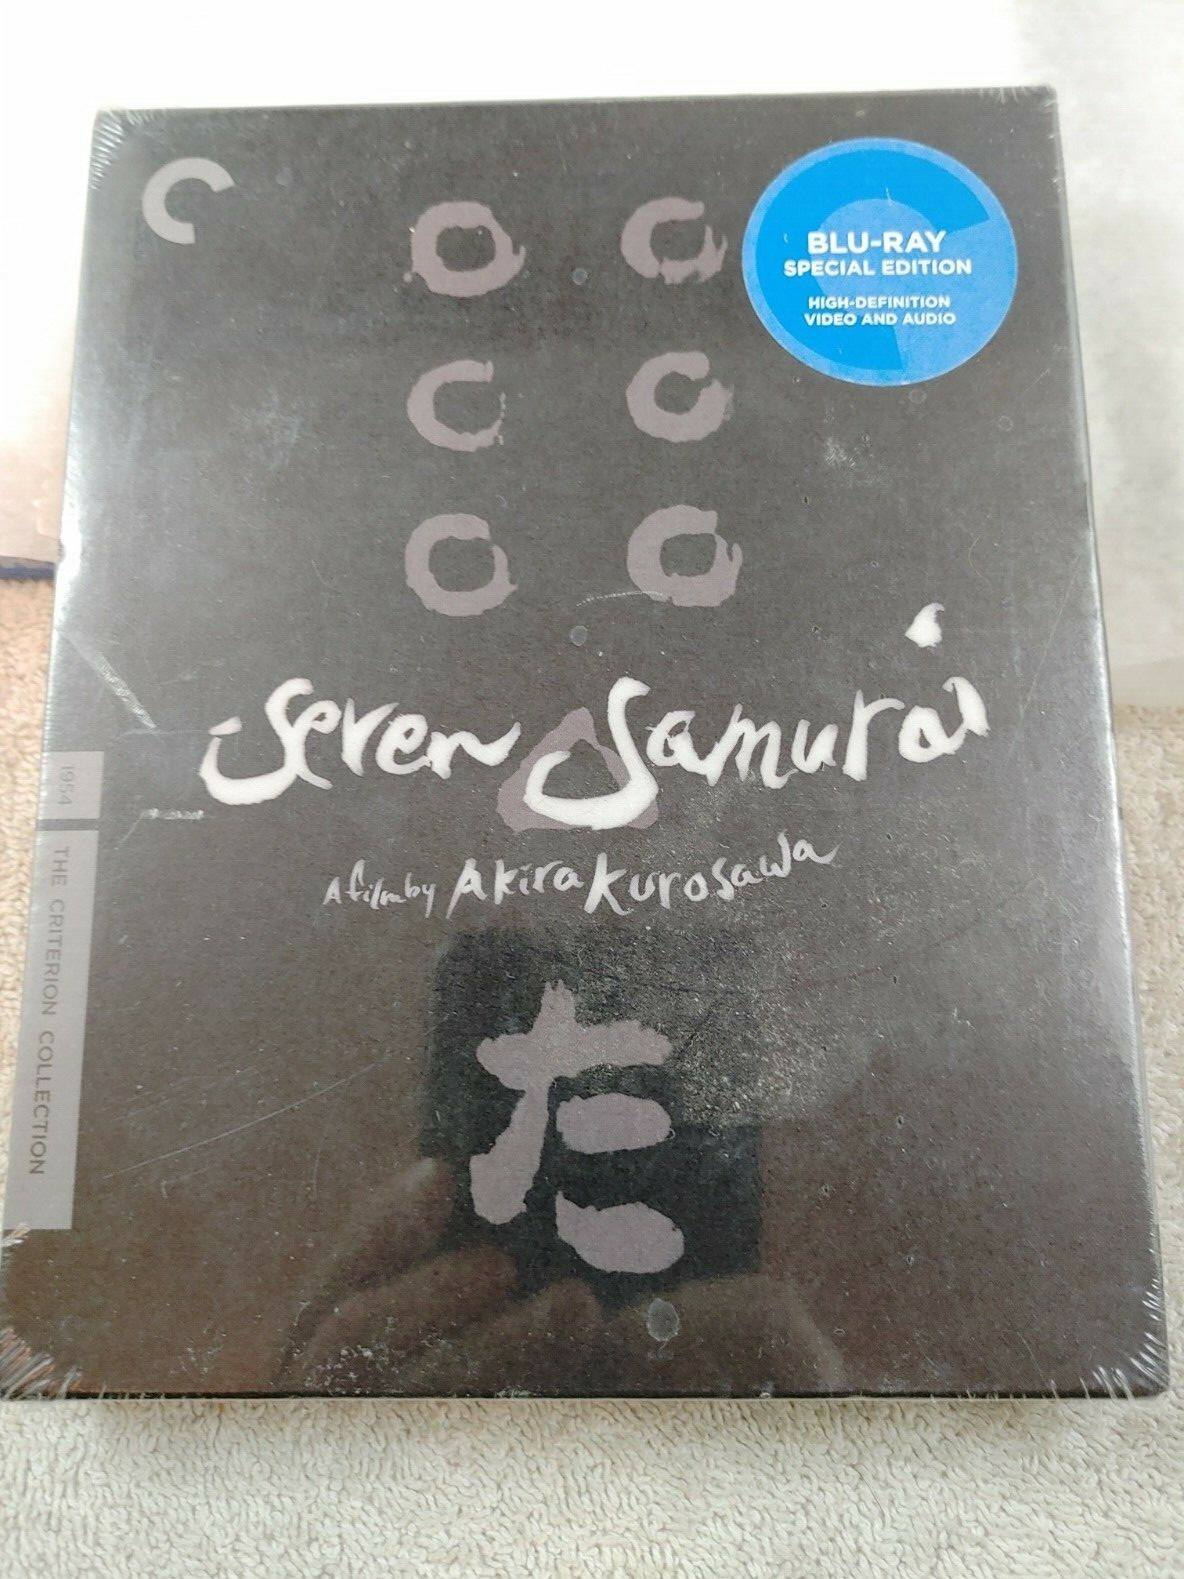 BLU-RAY
SPECIAL EDITION
HIGH-DEFINITION
VIDEO AND AUDIO
Seven Samurai
A film by Akira Kurosawa
た
1954
THE CRITERION COLLECTION